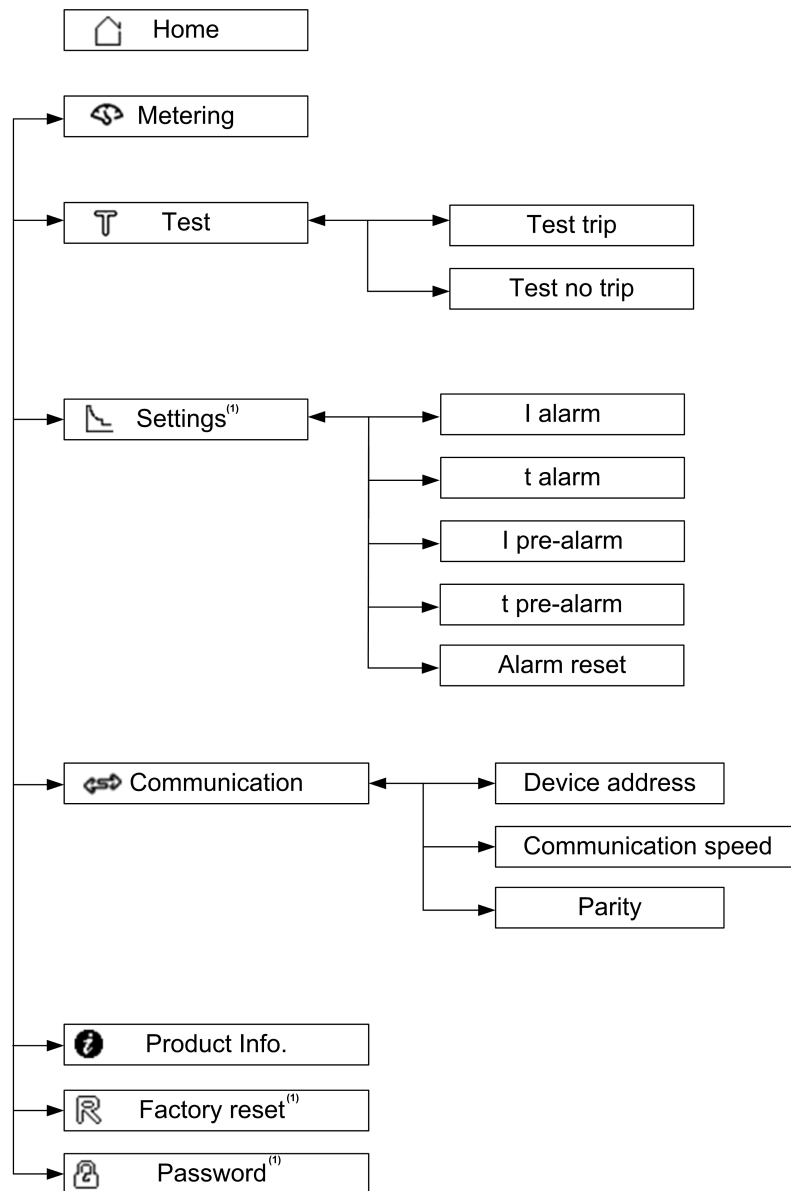 Home
Metering
Test
Test trip
Test no trip
Settings(1)
I alarm
t alarm
I pre-alarm
t pre-alarm
Alarm reset
Communication
Device address
Communication speed
Parity
Product Info.
Factory reset(1)
Password(1)